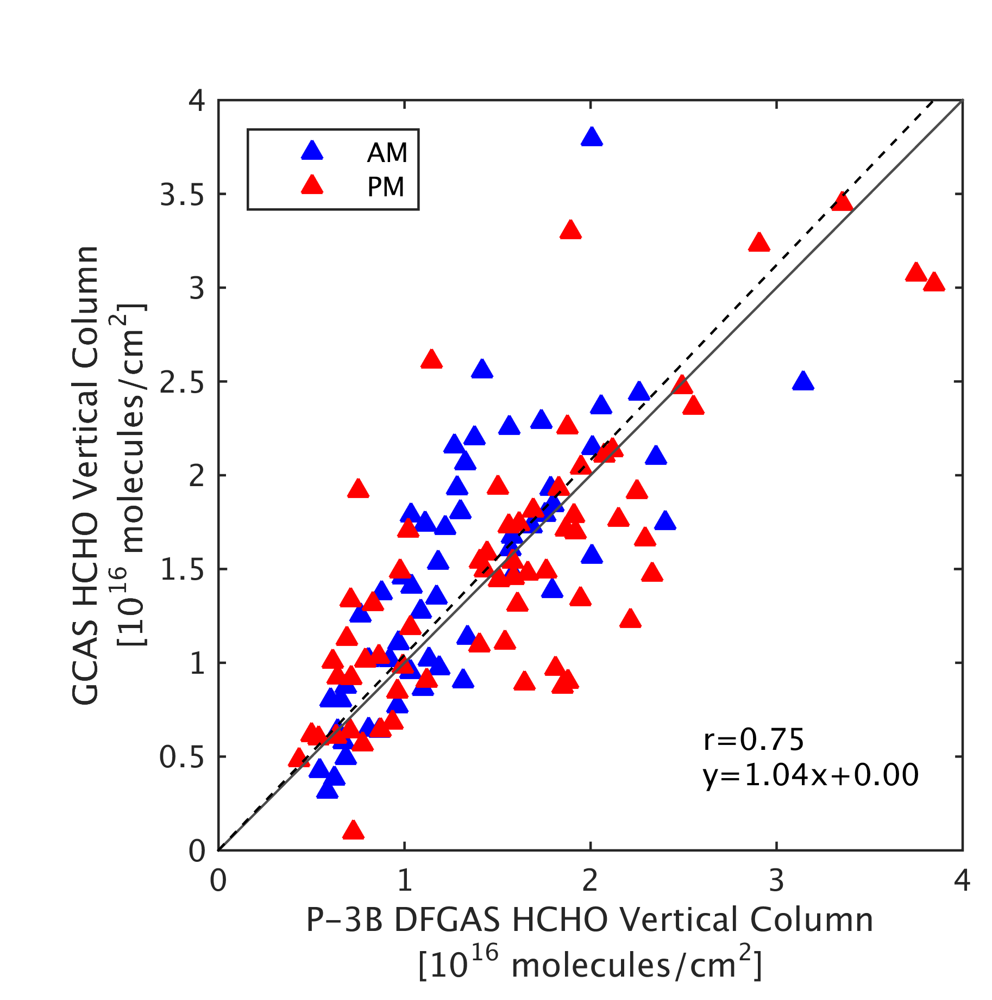 4
3.5
3
2.5
2
1.5
1
0.5
0
0
1
2
3
4
AM
PM
r=0.75
y=1.04x+0.00
GCAS HCHO Vertical Column
[10^16 molecules/cm^2]
P–3B DFGAS HCHO Vertical Column
[10^16 molecules/cm^2]